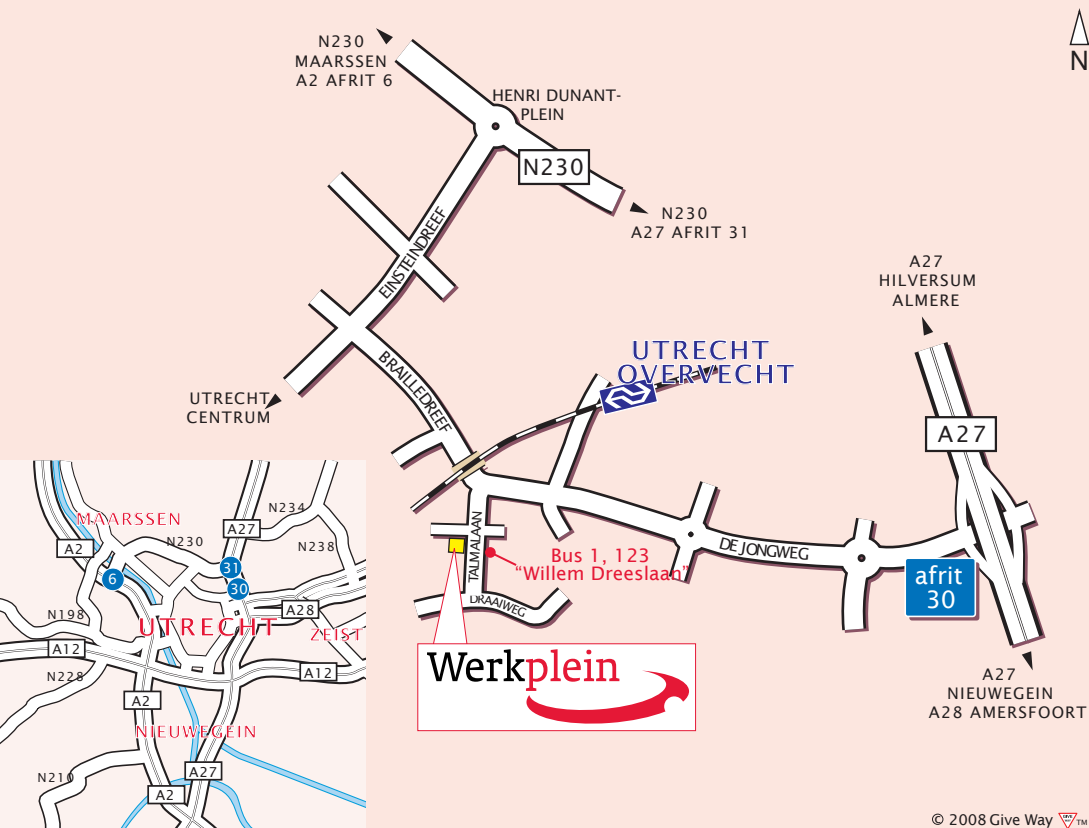 N230
MAARSSEN
A2 AFRIT 6
HENRI DUNANT-
PLEIN
N
N230
N230
A27 AFRIT 31
EINSTEINDREEF
A27
HILVERSUM
ALMERE
BRAILLEDREEF
UTRECHT
OVERVECHT
UTRECHT
CENTRUM
A27
TALMALAAN
DE JONGWEG
Bus 1, 123
“Willem Dreeslaan”
afrit
30
DRAAIWEG
Werkplein
A27
NIEUWEGEIN
A28 AMERSFOORT
MAARSSEN
N234
A27
N230
N238
A2
31
6
30
A28
N198
UTRECHT
ZEIST
A12
A12
N228
A2
NIEUWEGEIN
A27
N210
A2
© 2008 Give Way TM